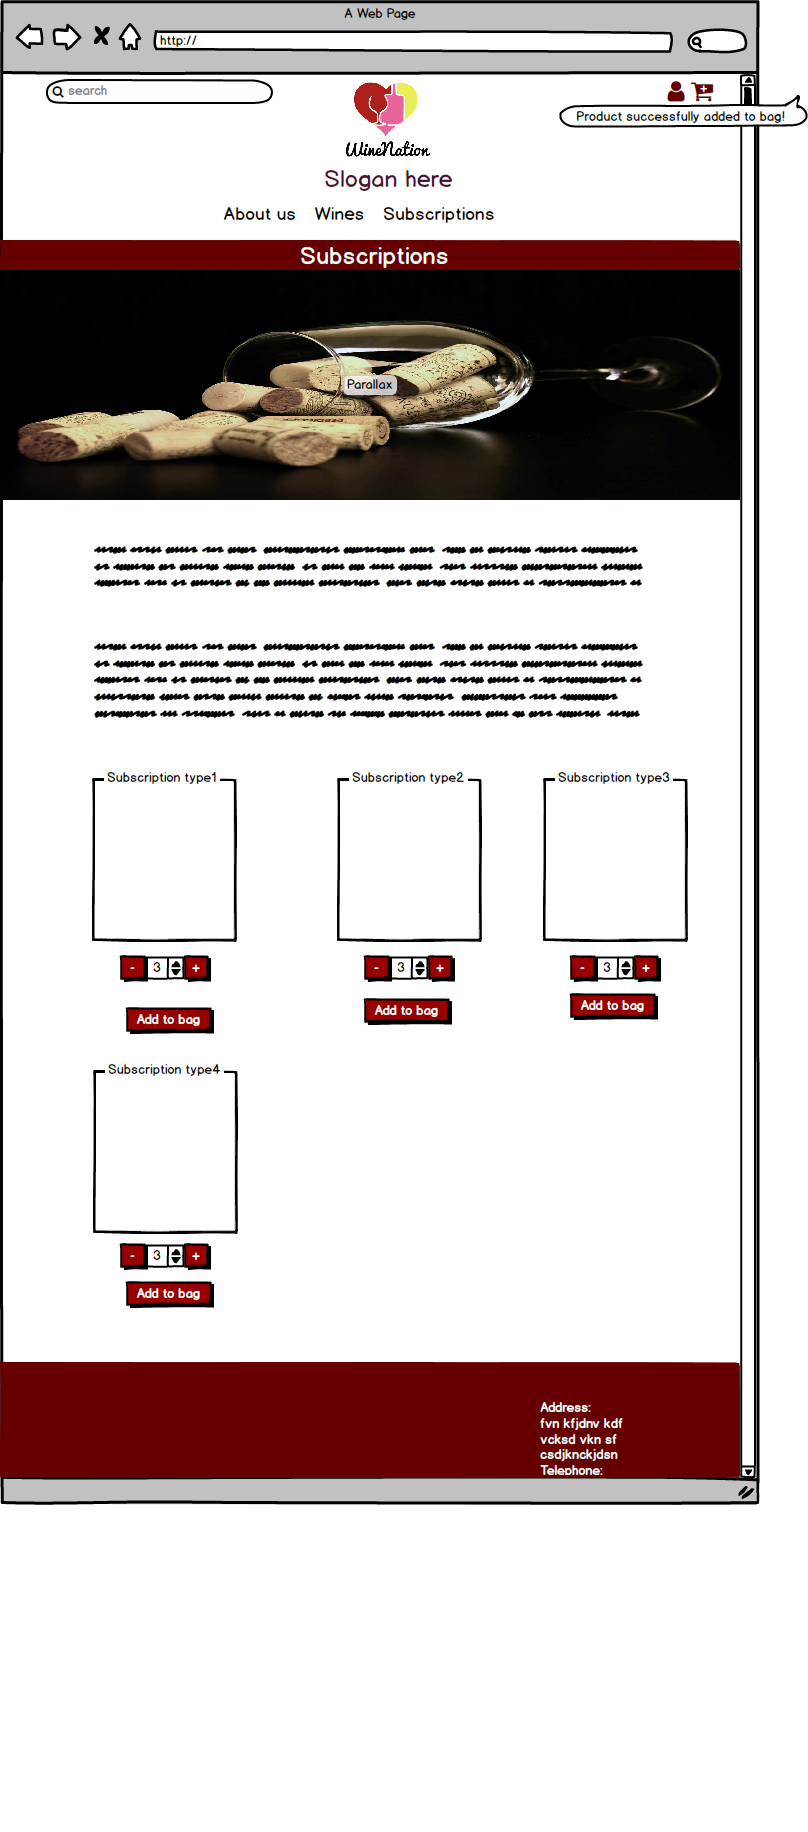 A Web Page
http://
search
Product successfully added to bag!
WineNation
Slogan here
About us Wines Subscriptions
Subscriptions
Parallax
Subscription type1 Subscription type2 Subscription type3
- 3 + - 3 + - 3 +
Add to bag Add to bag Add to bag
Subscription type4
- 3 +
Add to bag
Address:
fvn kfjdnv kdf
vcksd vkn sf
csdjknckjdsn
Telephone: